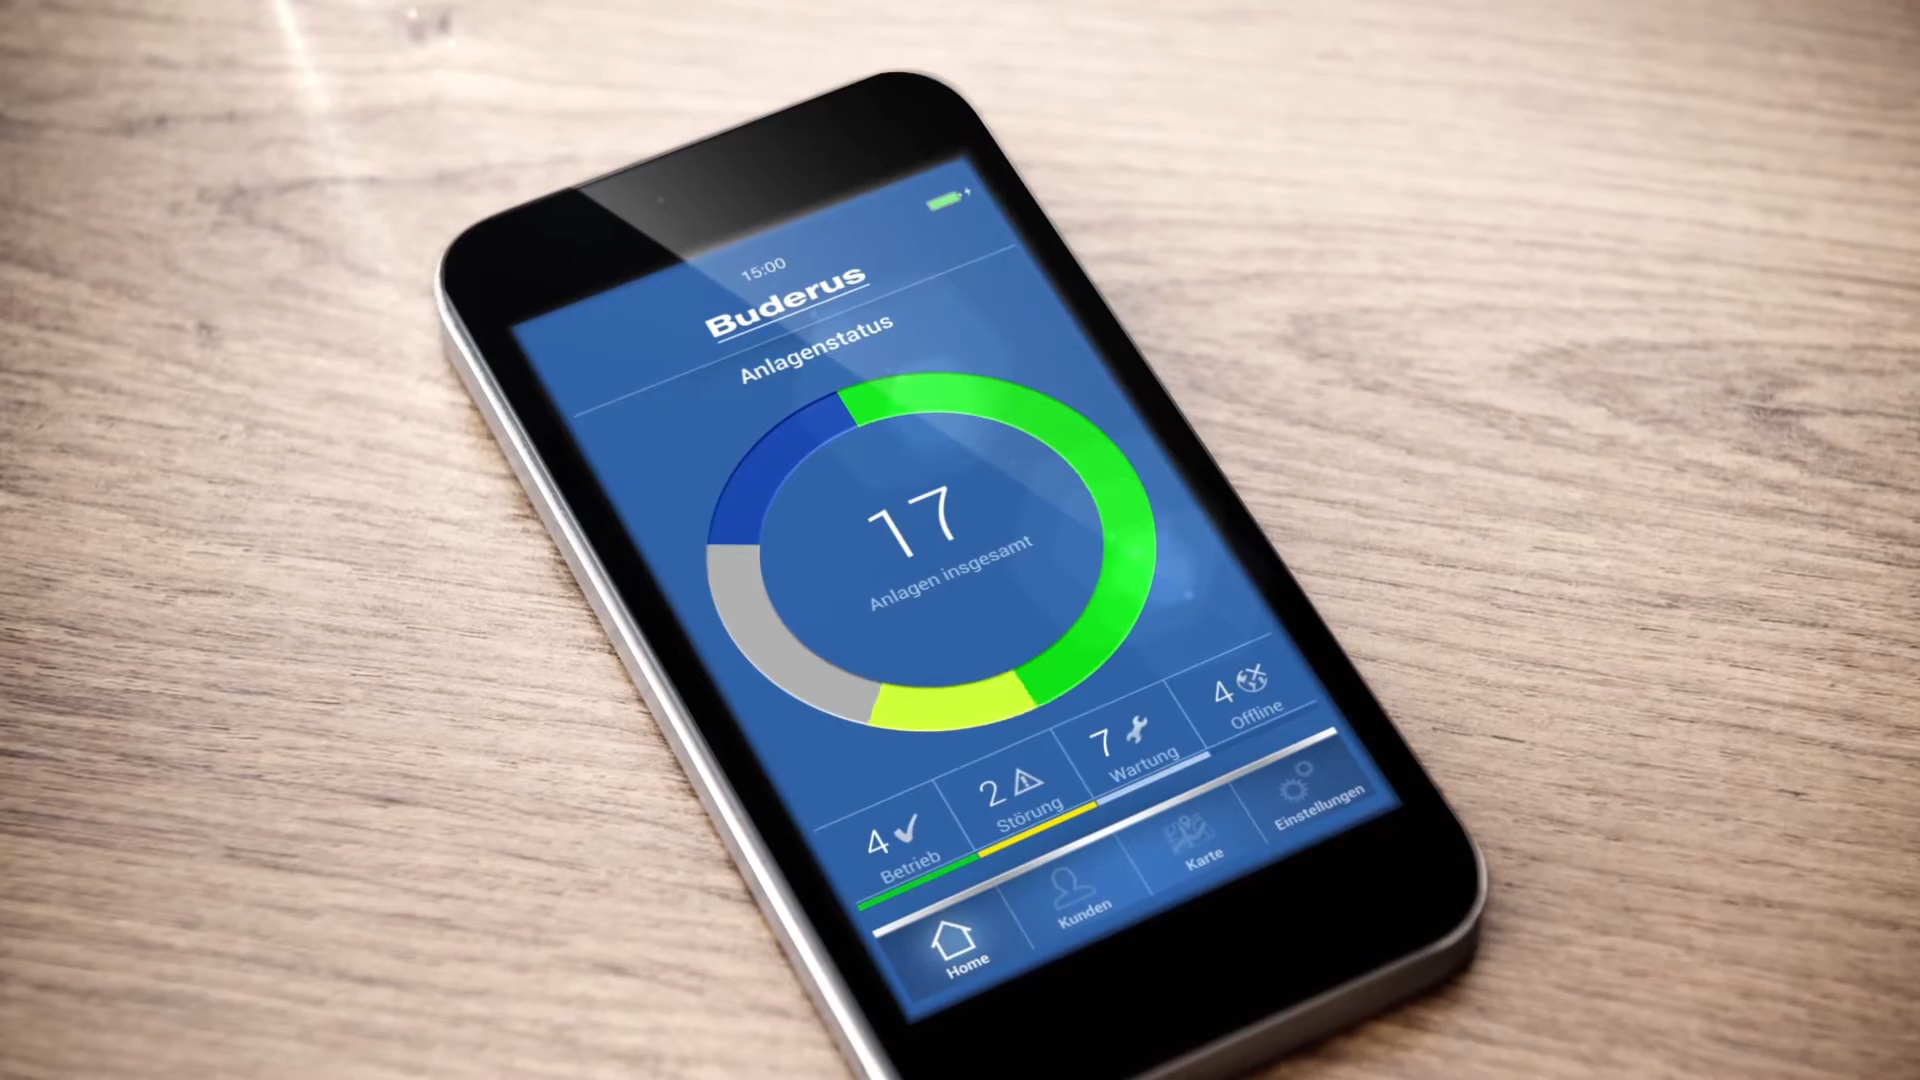 15:00
Buderus
Anlagenstatus
17
Anlagen insgesamt
4
Betrieb
2
Störung
7
Wartung
4
Offline
Home
Kunden
Karte
Einstellungen